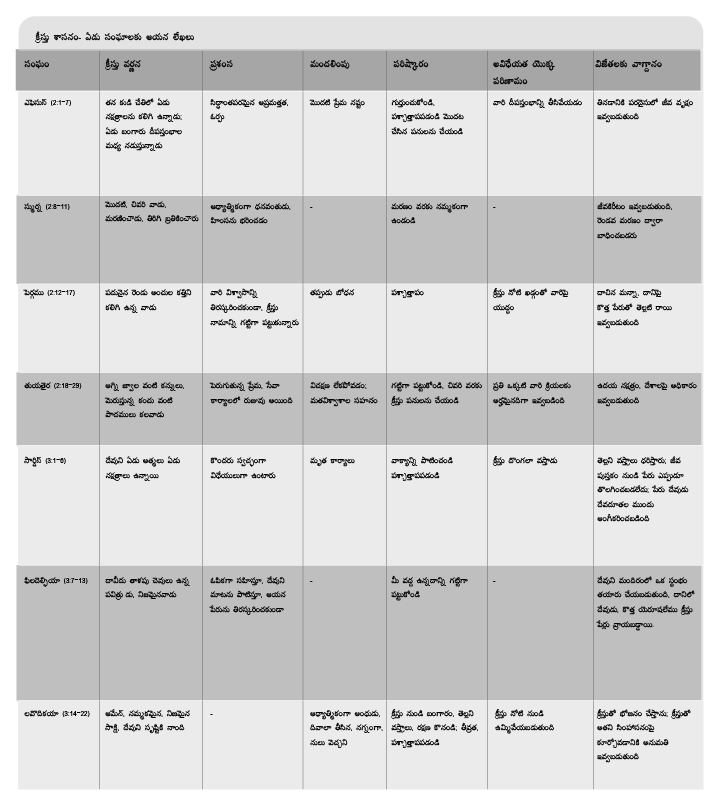 క్రీస్తు శాసనం- ఏడు సంఘాలకు ఆయన లేఖలు
సంఘం
క్రీస్తు వర్ణన
ప్రశంస
మందలింపు
పరిష్కారం
అవిధేయత యొక్క
పరిణామం
విజేతలకు వాగ్దానం
ఎఫెసుస్ (2:1–7)
తన కుడి చేతిలో ఏడు
నక్షత్రాలను కలిగి ఉన్నాడు;
ఏడు బంగారు దీపస్తంభాల
మధ్య నడుస్తున్నాడు
సిద్ధాంతపరమైన అప్రమత్తత,
ఓర్పు
మొదటి ప్రేమ నష్టం
గుర్తుంచుకోండి,
పశ్చాత్తాపపడండి మొదట
చేసిన పనులను చేయండి
వారి దీపస్తంభాన్ని తీసివేయడం
తినడానికి పరదైసులో జీవ వృక్షం
ఇవ్వబడుతుంది
స్ముర్న (2:8–11)
మొదటి, చివరి వాడు,
మరణించాడు, తిరిగి బ్రతికించారు
ఆధ్యాత్మికంగా ధనవంతుడు,
హింసను భరించడం
-
మరణం వరకు నమ్మకంగా
ఉండండి
-
జీవకిరీటం ఇవ్వబడుతుంది,
రెండవ మరణం ద్వారా
బాధించబడరు
పెర్గము (2:12–17)
పదునైన రెండు అంచుల కత్తిని
కలిగి ఉన్న వాడు
వారి విశ్వాసాన్ని
తిరస్కరించకుండా, క్రీస్తు
నామాన్ని గట్టిగా పట్టుకున్నారు
తప్పుడు బోధన
పశ్చాత్తాపం
క్రీస్తు నోటి ఖడ్గంతో వారిపై
యుద్ధం
దాచిన మన్నా, దానిపై
కొత్త పేరుతో తెల్లటి రాయి
ఇవ్వబడుతుంది
తుయతైర (2:18–29)
అగ్ని జ్వాల వంటి కన్నులు,
మెరుస్తున్న కంచు వంటి
పాదములు కలవాడు
పెరుగుతున్న ప్రేమ, సేవా
కార్యాలలో రుజువు అయింది
విచక్షణ లేకపోవడం;
మతవిశ్వాశాల సహనం
గట్టిగా పట్టుకోండి, చివరి వరకు
క్రీస్తు పనులను చేయండి
ప్రతి ఒక్కటి వారి క్రియలకు
అర్హమైనదిగా ఇవ్వబడింది
ఉదయ నక్షత్రం, దేశాలపై అధికారం
ఇవ్వబడుతుంది
సార్దిస్ (3:1–6)
దేవుని ఏడు ఆత్మలు ఏడు
నక్షత్రాలు ఉన్నాయి
కొందరు స్వచ్ఛంగా
విధేయులుగా ఉంటారు
మృత కార్యాలు
వాక్యాన్ని పాటించండి
పశ్చాత్తాపపడండి
క్రీస్తు దొంగలా వస్తాడు
తెల్లని వస్త్రాలు ధరిస్తారు; జీవ
పుస్తకం నుండి పేరు ఎప్పుడూ
తొలగించబడలేదు; పేరు దేవుడు
దేవదూతల ముందు
అంగీకరించబడింది
ఫిలదెల్ఫియా (3:7–13)
దావీదు తాళపు చెవులు ఉన్న
పవిత్రు డు, నిజమైనవాడు
ఓపికగా సహిస్తూ, దేవుని
మాటను పాటిస్తూ, ఆయన
పేరును తిరస్కరించకుండా
-
మీ వద్ద ఉన్నదాన్ని గట్టిగా
పట్టుకోండి
-
దేవుని మందిరంలో ఒక స్థంభం
తయారు చేయబడుతుంది, దానిలో
దేవుడు, కొత్త యెరూషలేము క్రీస్తు
పేర్లు వ్రాయబడ్డాయి.
లవొదికయా (3:14–22)
ఆమేన్, నమ్మకమైన, నిజమైన
సాక్షి, దేవుని సృష్టికి నాంది
-
ఆధ్యాత్మికంగా అంధుడు,
దివాలా తీసిన, నగ్నంగా,
నులు వెచ్చని
క్రీస్తు నుండి బంగారం, తెల్లని
వస్త్రాలు, రక్షణ కొనండి; తీవ్రత,
పశ్చాత్తాపపడండి
క్రీస్తు నోటి నుండి
ఉమ్మివేయబడుతుంది
క్రీస్తుతో భోజనం చేస్తాను; క్రీస్తుతో
అతని సింహాసనంపై
కూర్చోవడానికి అనుమతి
ఇవ్వబడుతుంది